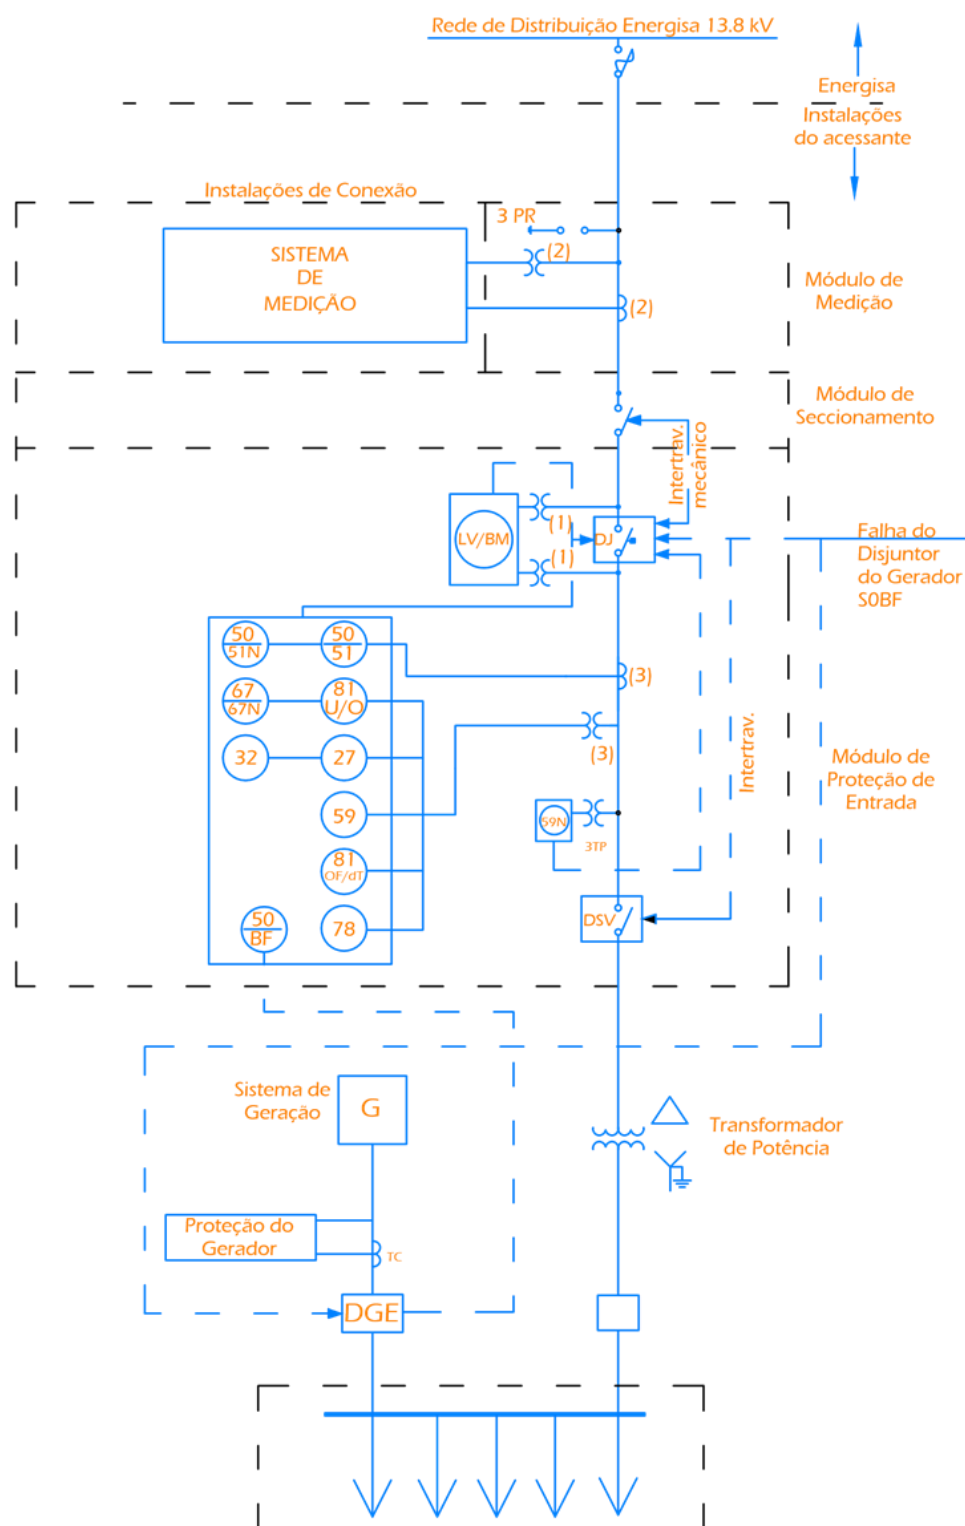 Rede de Distribuição Energisa 13.8 kV
Energisa
Instalações
do acessante
Instalações de Conexão
3 PR
(2)
SISTEMA
DE
MEDIÇÃO
(2)
Módulo de
Medição
Módulo de
Seccionamento
Intertrav.
mecânico
LV/BM
(1)
(1)
DJ
Falha do
Disjuntor
do Gerador
S0BF
50
51N
50
51
67
67N
81
U/O
32
27
59
81
OF/dT
50
BF
78
(3)
(3)
59N
3TP
DSV
Intertrav.
Módulo de
Proteção de
Entrada
Sistema de
Geração
G
Transformador
de Potência
Proteção do
Gerador
TC
DGE